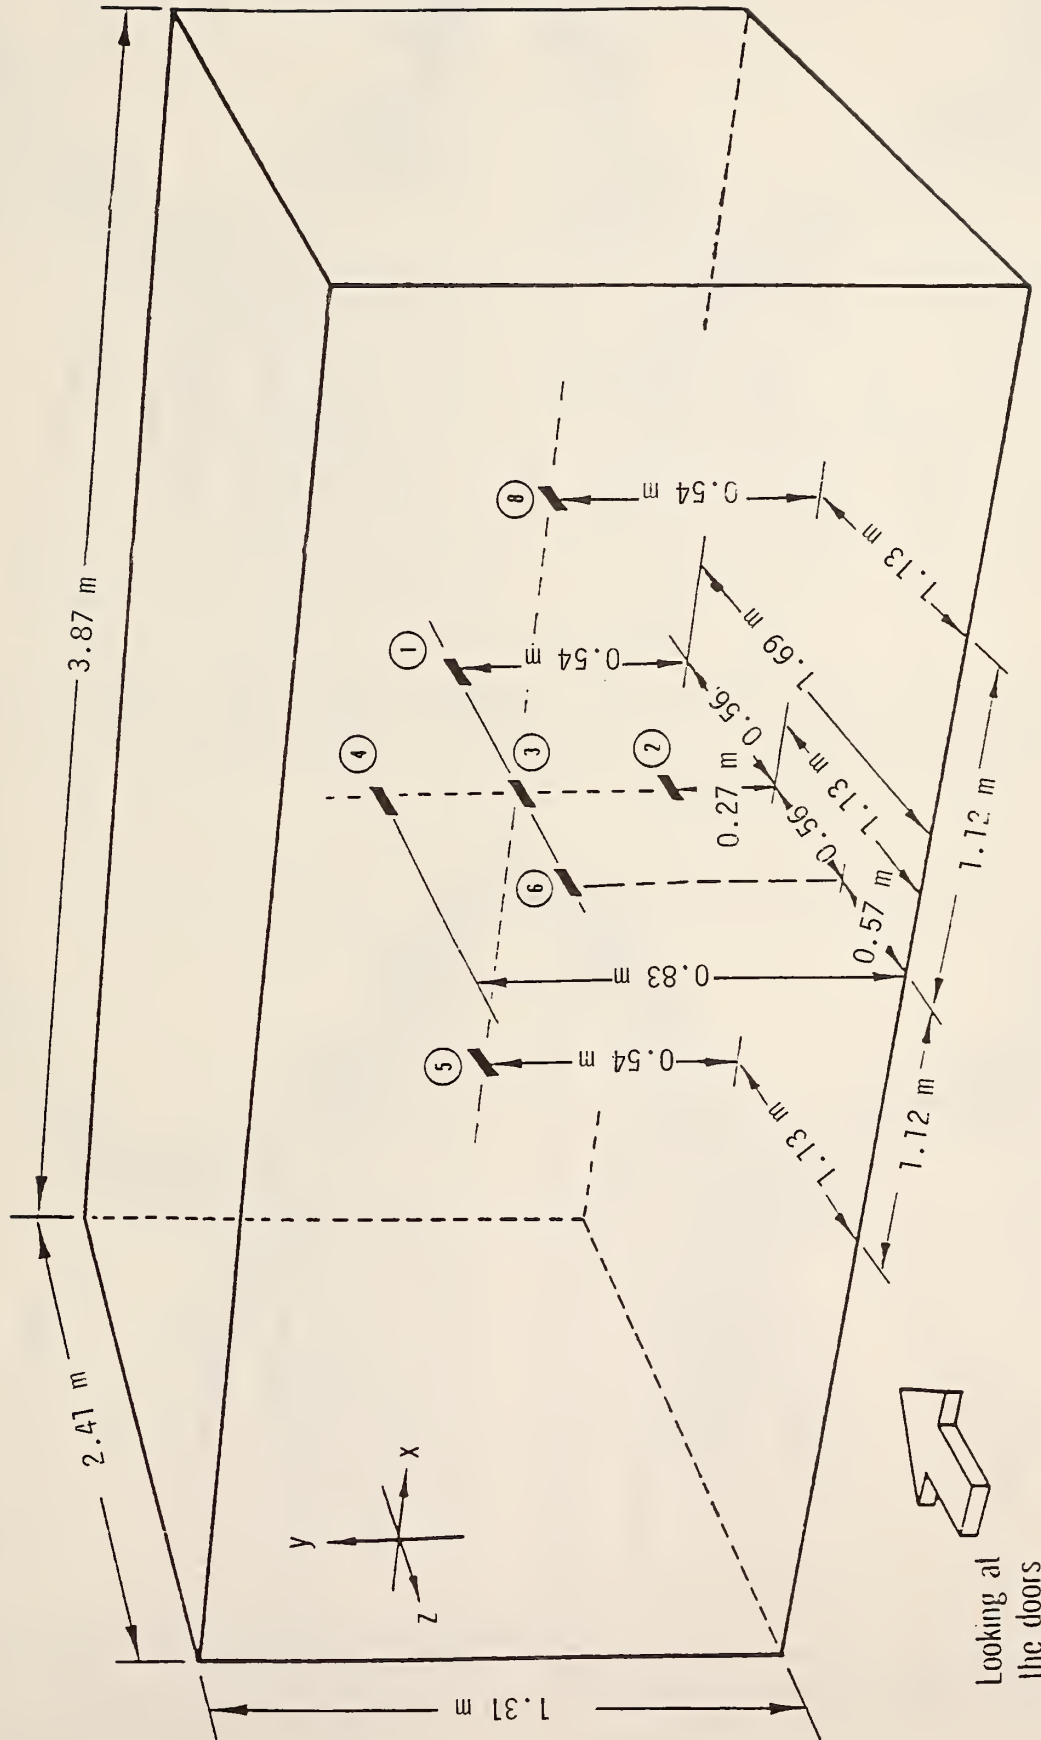 3.87 m
2.41 m
1.31 m
y
x
z
4
1
8
3
2
6
5
0.54 m
0.54 m
0.54 m
0.83 m
0.27 m
0.56
0.56
0.57 m
1.13 m
1.13 m
1.13 m
1.69 m
1.12 m
1.12 m
Looking at
the doors